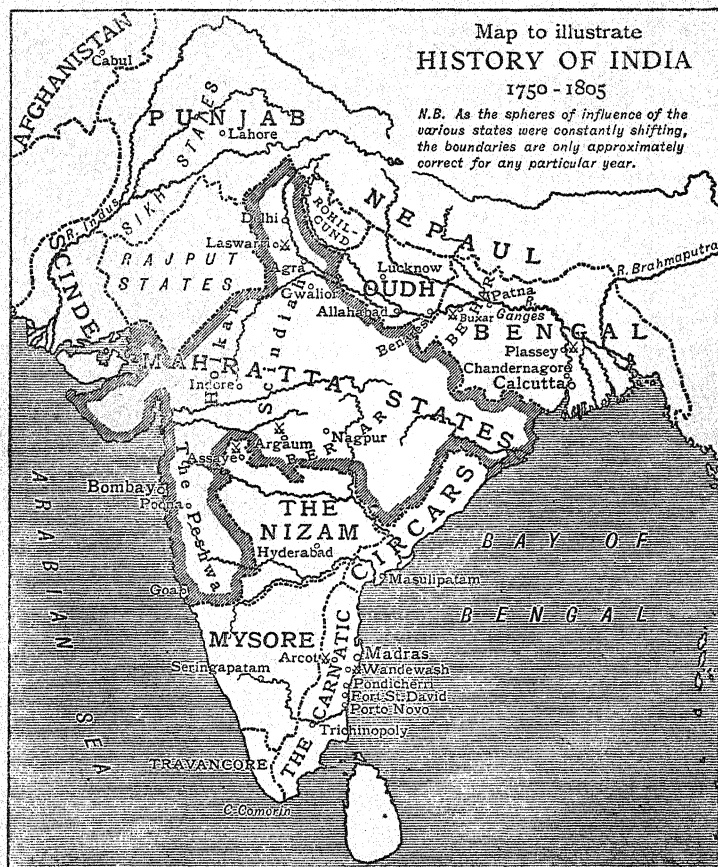 Map to illustrate
HISTORY OF INDIA
1750 - 1805
N.B. As the spheres of influence of the
various states were constantly shifting,
the boundaries are only approximately
correct for any particular year.
AFGHANISTAN
Cabul
PUNJAB
Lahore
SIKH STATES
R. Indus
SCINDE
RAJPUT
STATES
Delhi
Laswari
Agra
Gwalior
ROHIL-
CUND
NEPAUL
Lucknow
OUDH
Allahabad
Benares
BEHAR
Patna
Buxar
R. Ganges
R. Brahmaputra
BENGAL
Plassey
Chandernagore
Calcutta
MAHRATTA STATES
Holkar
Scindiah
Indore
BERAR
Argaum
Nagpur
Assaye
The Peshwa
Bombay
Poona
THE
NIZAM
Hyderabad
CIRCARS
Masulipatam
Goa
MYSORE
Seringapatam
Arcot
THE CARNATIC
Madras
Wandewash
Pondicherri
Fort St. David
Porto Novo
Trichinopoly
TRAVANCORE
C. Comorin
ARABIAN SEA
BAY OF
BENGAL